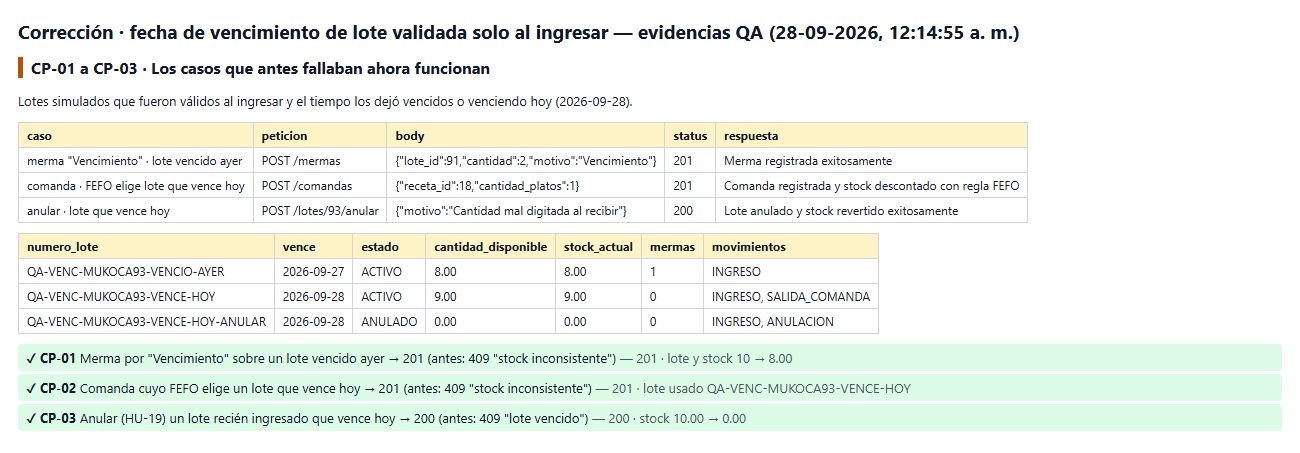 Corrección · fecha de vencimiento de lote validada solo al ingresar — evidencias QA (28-09-2026, 12:14:55 a. m.)
CP-01 a CP-03 · Los casos que antes fallaban ahora funcionan
Lotes simulados que fueron válidos al ingresar y el tiempo los dejó vencidos o venciendo hoy (2026-09-28).
caso peticion body status respuesta
merma "Vencimiento" · lote vencido ayer POST /mermas {"lote_id":91,"cantidad":2,"motivo":"Vencimiento"} 201 Merma registrada exitosamente
comanda · FEFO elige lote que vence hoy POST /comandas {"receta_id":18,"cantidad_platos":1} 201 Comanda registrada y stock descontado con regla FEFO
anular · lote que vence hoy POST /lotes/93/anular {"motivo":"Cantidad mal digitada al recibir"} 200 Lote anulado y stock revertido exitosamente
numero_lote vence estado cantidad_disponible stock_actual mermas movimientos
QA-VENC-MUKOCA93-VENCIO-AYER 2026-09-27 ACTIVO 8.00 8.00 1 INGRESO
QA-VENC-MUKOCA93-VENCE-HOY 2026-09-28 ACTIVO 9.00 9.00 0 INGRESO, SALIDA_COMANDA
QA-VENC-MUKOCA93-VENCE-HOY-ANULAR 2026-09-28 ANULADO 0.00 0.00 0 INGRESO, ANULACION
✓ CP-01 Merma por "Vencimiento" sobre un lote vencido ayer → 201 (antes: 409 "stock inconsistente") — 201 · lote y stock 10 → 8.00
✓ CP-02 Comanda cuyo FEFO elige un lote que vence hoy → 201 (antes: 409 "stock inconsistente") — 201 · lote usado QA-VENC-MUKOCA93-VENCE-HOY
✓ CP-03 Anular (HU-19) un lote recién ingresado que vence hoy → 200 (antes: 409 "lote vencido") — 200 · stock 10.00 → 0.00